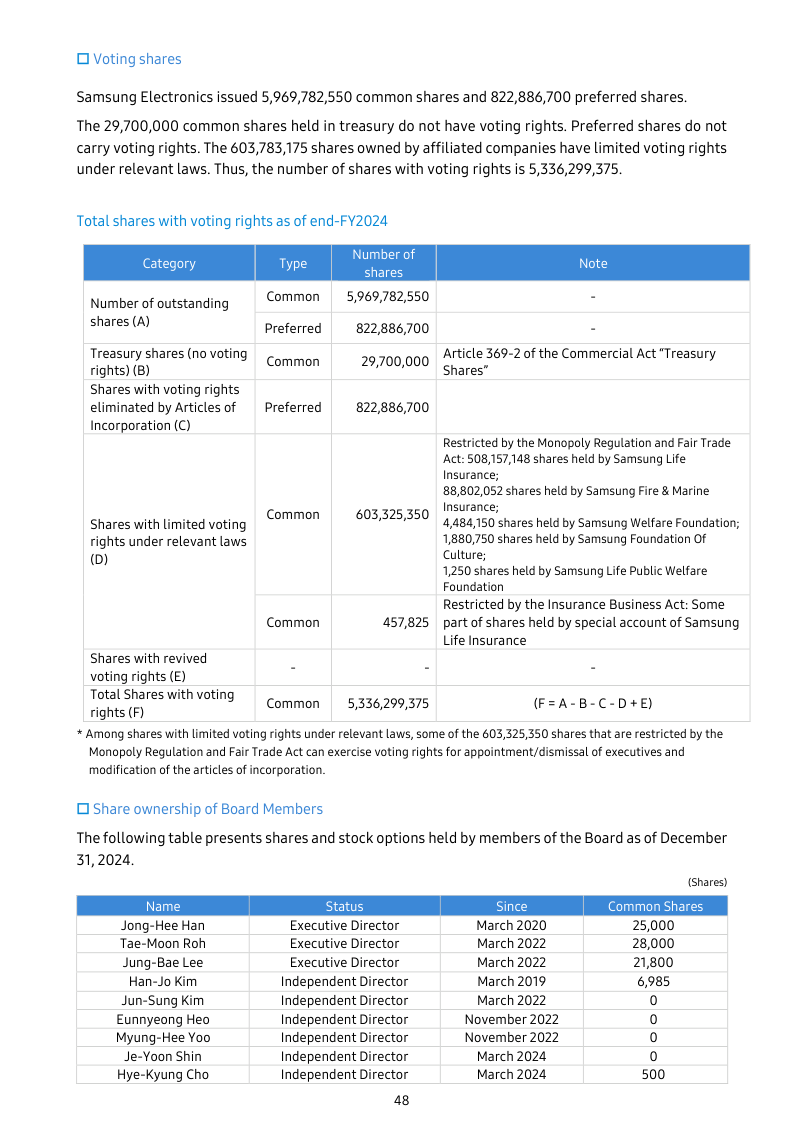 □ Voting shares
Samsung Electronics issued 5,969,782,550 common shares and 822,886,700 preferred shares.
The 29,700,000 common shares held in treasury do not have voting rights. Preferred shares do not
carry voting rights. The 603,783,175 shares owned by affiliated companies have limited voting rights
under relevant laws. Thus, the number of shares with voting rights is 5,336,299,375.
Total shares with voting rights as of end-FY2024
Category Type Number of shares Note
Number of outstanding shares (A) Common 5,969,782,550 -
Preferred 822,886,700 -
Treasury shares (no voting rights) (B) Common 29,700,000 Article 369-2 of the Commercial Act “Treasury Shares”
Shares with voting rights eliminated by Articles of Incorporation (C) Preferred 822,886,700
Shares with limited voting rights under relevant laws (D) Common 603,325,350
Restricted by the Monopoly Regulation and Fair Trade
Act: 508,157,148 shares held by Samsung Life
Insurance;
88,802,052 shares held by Samsung Fire & Marine
Insurance;
4,484,150 shares held by Samsung Welfare Foundation;
1,880,750 shares held by Samsung Foundation Of
Culture;
1,250 shares held by Samsung Life Public Welfare
Foundation
Common 457,825 Restricted by the Insurance Business Act: Some
part of shares held by special account of Samsung
Life Insurance
Shares with revived voting rights (E) - - -
Total Shares with voting rights (F) Common 5,336,299,375 (F = A - B - C - D + E)
* Among shares with limited voting rights under relevant laws, some of the 603,325,350 shares that are restricted by the
Monopoly Regulation and Fair Trade Act can exercise voting rights for appointment/dismissal of executives and
modification of the articles of incorporation.
□ Share ownership of Board Members
The following table presents shares and stock options held by members of the Board as of December
31, 2024.
(Shares)
Name Status Since Common Shares
Jong-Hee Han Executive Director March 2020 25,000
Tae-Moon Roh Executive Director March 2022 28,000
Jung-Bae Lee Executive Director March 2022 21,800
Han-Jo Kim Independent Director March 2019 6,985
Jun-Sung Kim Independent Director March 2022 0
Eunnyeong Heo Independent Director November 2022 0
Myung-Hee Yoo Independent Director November 2022 0
Je-Yoon Shin Independent Director March 2024 0
Hye-Kyung Cho Independent Director March 2024 500
48